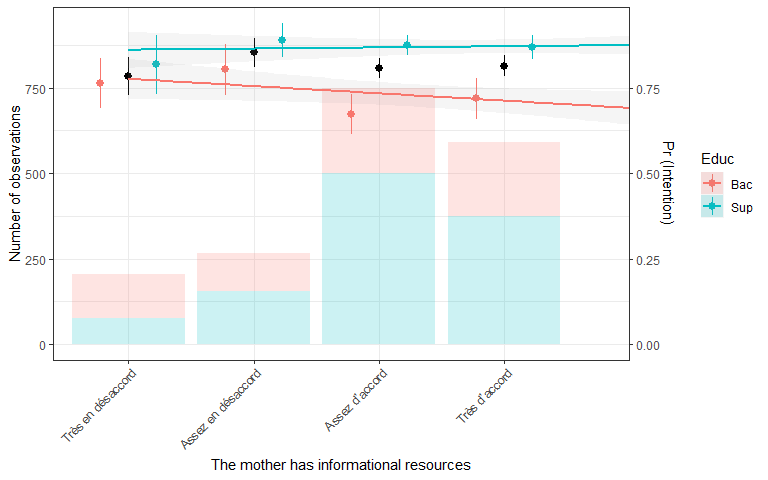 Number of observations
750
500
250
0
0.75
0.50
0.25
0.00
Pr (Intention)
Très en désaccord
Assez en désaccord
Assez d'accord
Très d'accord
The mother has informational resources
Educ
Bac
Sup